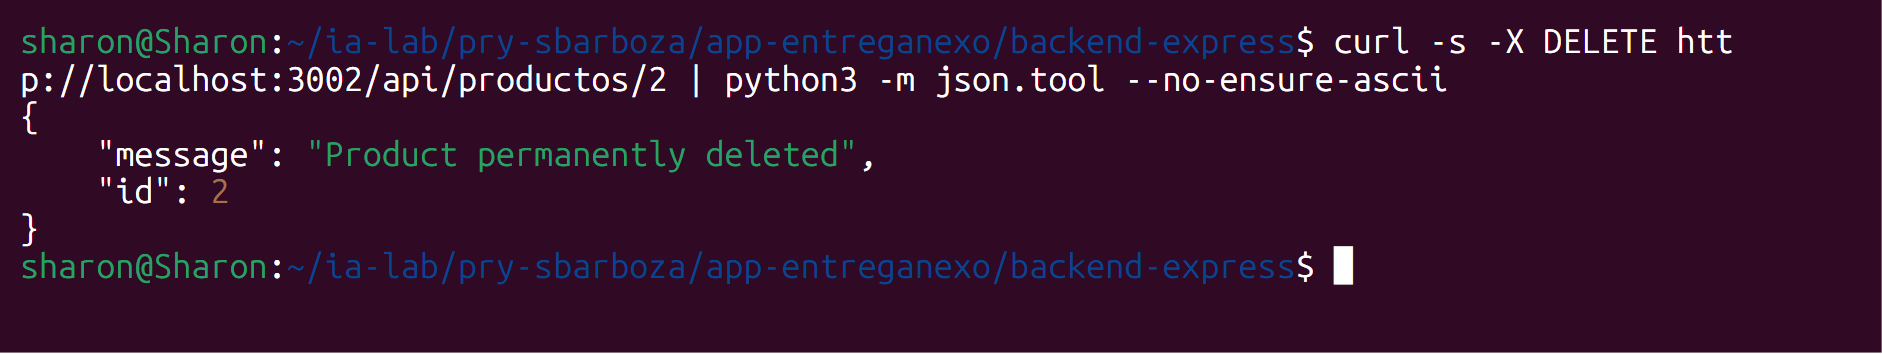 sharon@Sharon:~/ia-lab/pry-sbarboza/app-entreganexo/backend-express$ curl -s -X DELETE htt
p://localhost:3002/api/productos/2 | python3 -m json.tool --no-ensure-ascii
{
    "message": "Product permanently deleted",
    "id": 2
}
sharon@Sharon:~/ia-lab/pry-sbarboza/app-entreganexo/backend-express$